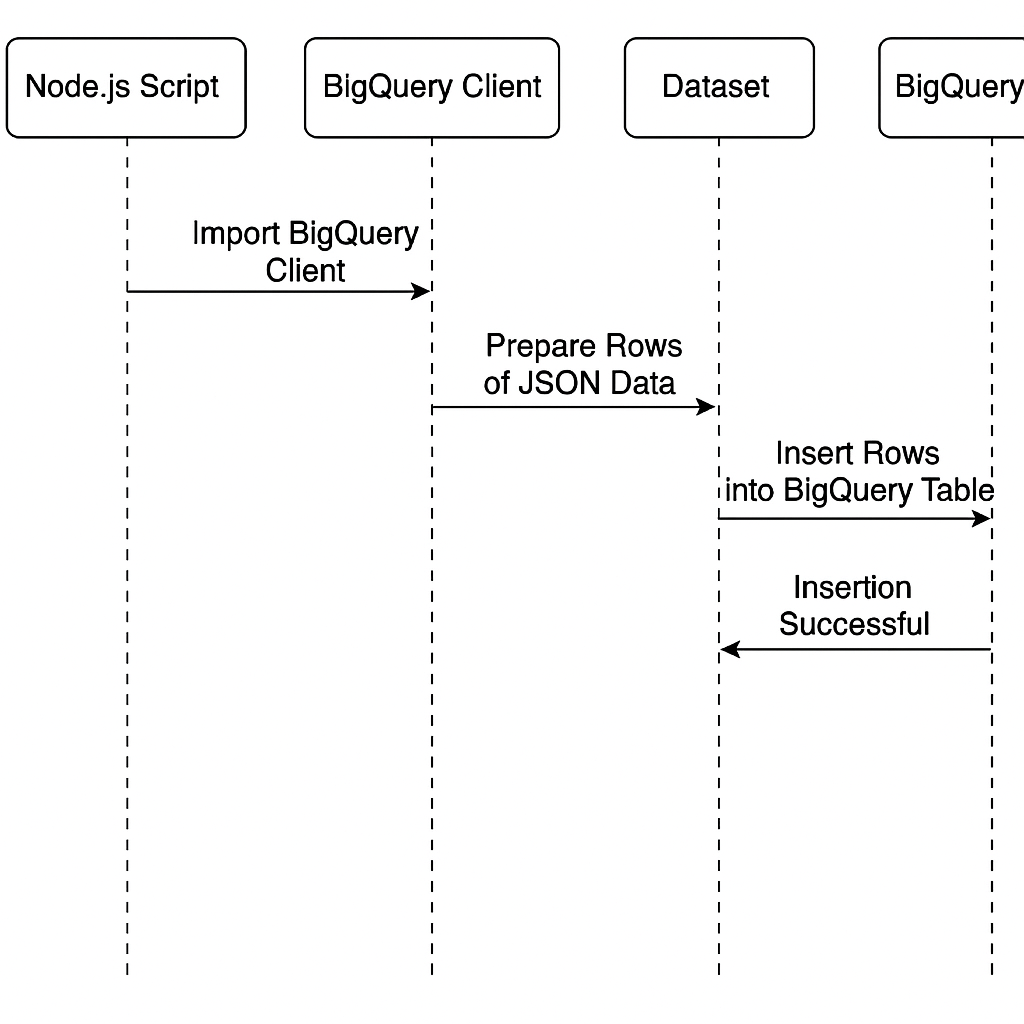 Node.js Script
BigQuery Client
Dataset
BigQuery
Import BigQuery
Client
Prepare Rows
of JSON Data
Insert Rows
into BigQuery Table
Insertion
Successful